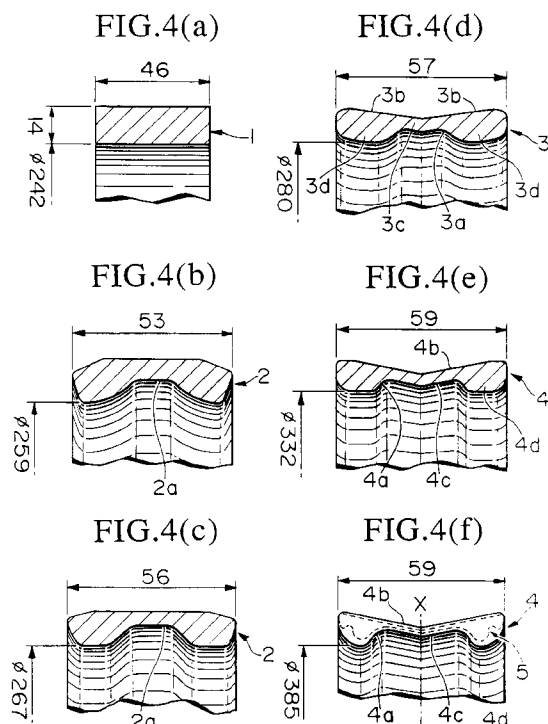 FIG.4(a)
46
14
ø242
1
FIG.4(b)
53
ø259
2
2a
FIG.4(c)
56
ø267
2
2a
FIG.4(d)
57
3b
3b
3
ø280
3d
3d
3c
3a
FIG.4(e)
59
4b
4
ø332
4d
4a
4c
FIG.4(f)
59
4b
X
4
5
ø385
4a
4c
4d